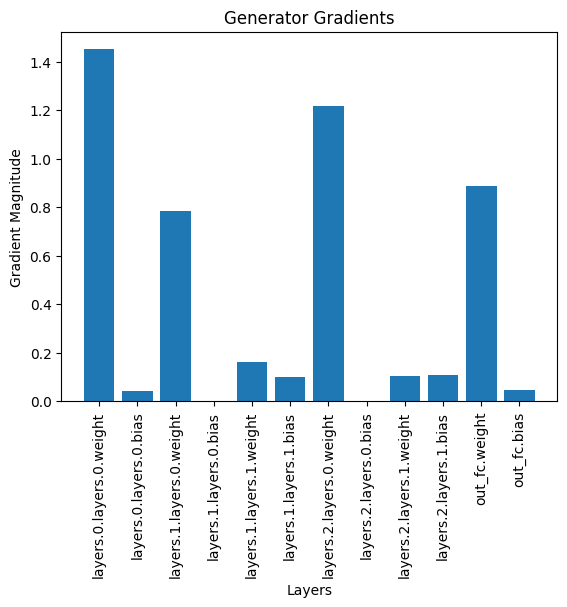 Generator Gradients
Gradient Magnitude
1.4
1.2
1.0
0.8
0.6
0.4
0.2
0.0
layers.0.layers.0.weight
layers.0.layers.0.bias
layers.1.layers.0.weight
layers.1.layers.0.bias
layers.1.layers.1.weight
layers.1.layers.1.bias
layers.2.layers.0.weight
layers.2.layers.0.bias
layers.2.layers.1.weight
layers.2.layers.1.bias
out_fc.weight
out_fc.bias
Layers